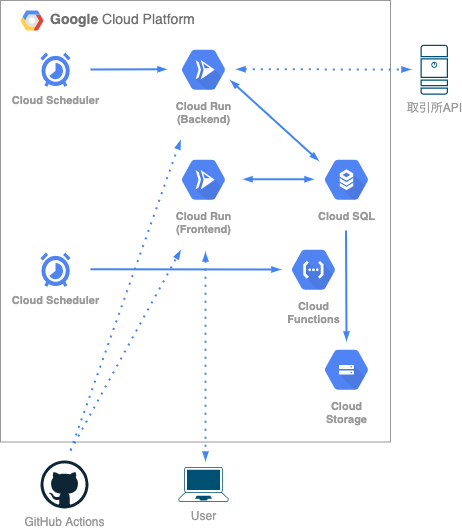 Google Cloud Platform
Cloud Scheduler
Cloud Run
(Backend)
取引所API
Cloud Run
(Frontend)
Cloud SQL
Cloud Scheduler
Cloud
Functions
Cloud
Storage
GitHub Actions
User